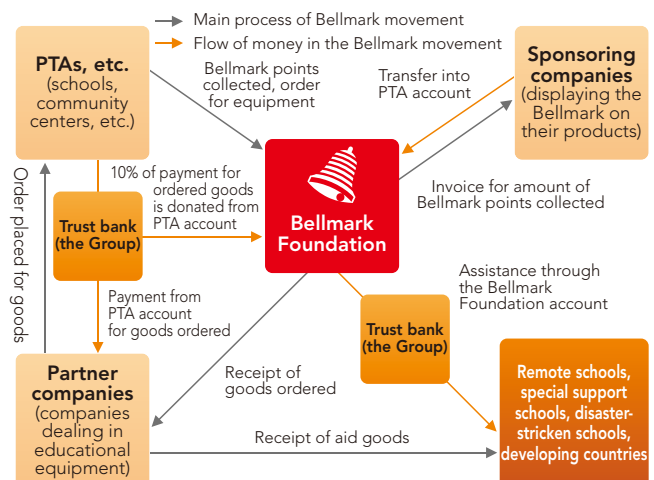 Main process of Bellmark movement
Flow of money in the Bellmark movement
PTAs, etc.
(schools,
community
centers, etc.)
Bellmark points
collected, order
for equipment
Transfer into
PTA account
Sponsoring
companies
(displaying the
Bellmark on
their products)
Order placed for goods
10% of payment for
ordered goods
is donated from
PTA account
Trust bank
(the Group)
Bellmark
Foundation
Invoice for amount of
Bellmark points collected
Payment from
PTA account
for goods ordered
Assistance through
the Bellmark
Foundation account
Trust bank
(the Group)
Partner
companies
(companies
dealing in
educational
equipment)
Receipt of
goods ordered
Receipt of aid goods
Remote schools,
special support
schools, disaster-
stricken schools,
developing countries